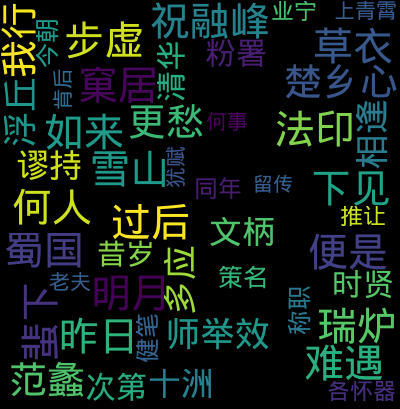 我行
今朝
步虚
祝融峰
业宁
上青霄
粉署
草衣
楚乡心
窠居
清华
肯后
浮丘
如来
更愁
何事
法印
相逢
谬持
雪山
犹赋
同年
留传
下见
何人
过后
文柄
推让
蜀国
昔岁
多应
便是
老夫
明月
策名
时贤
蜚下
昨日
健笔
师举效
称职
瑞炉
难遇
范蠡
次第
十洲
各怀器